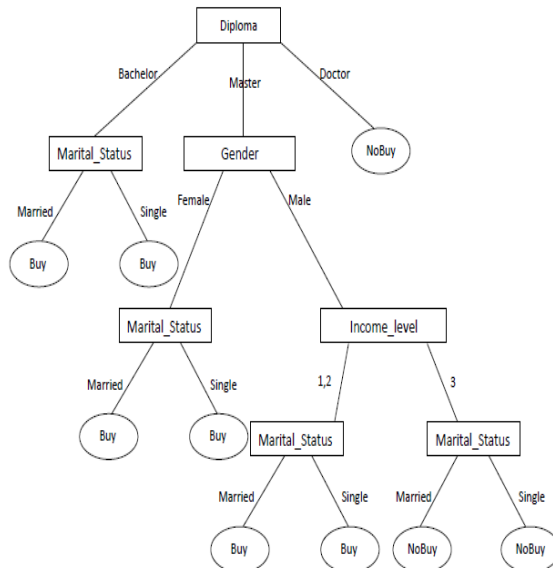 Diploma
Bachelor Master Doctor
Marital_Status Gender NoBuy
Married Single Female Male
Buy Buy
Marital_Status Income_level
Married Single 1,2 3
Buy Buy Marital_Status Marital_Status
Married Single Married Single
Buy Buy NoBuy NoBuy